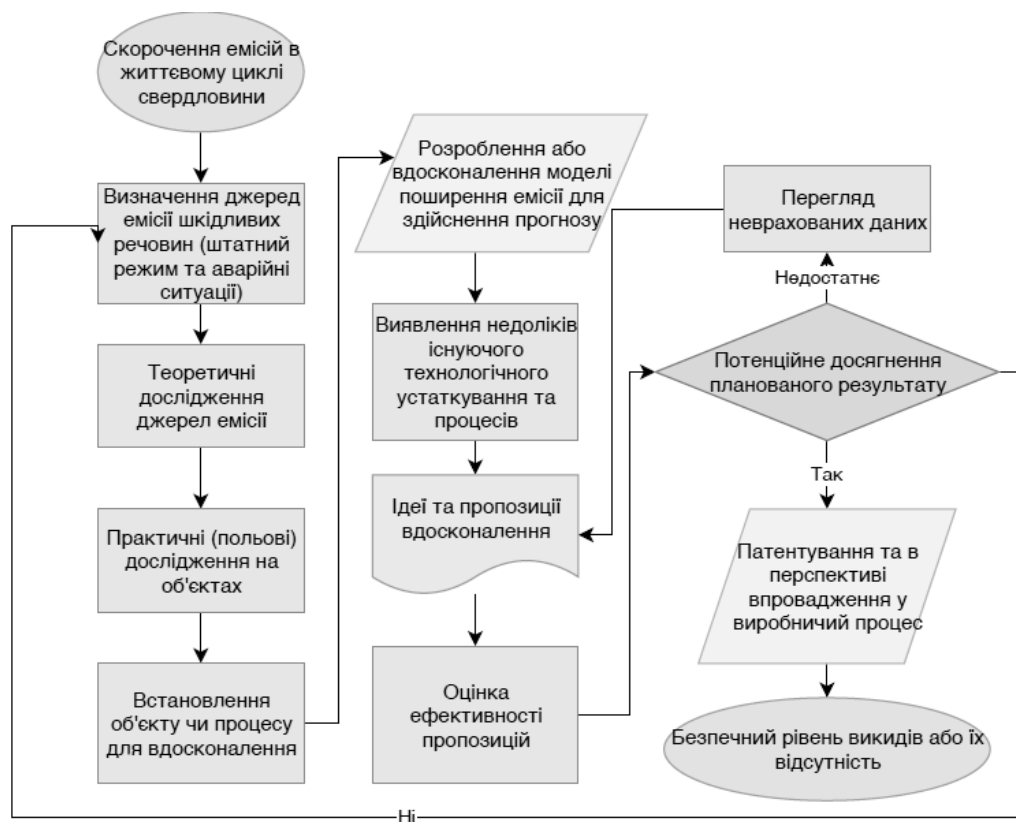 Скорочення емісій в
життєвому циклі
свердловини
Визначення джеред
емісії шкідливих
речовин (штатний
режим та аварійні
ситуації)
Теоретичні
дослідження
джерел емісії
Практичні (польові)
дослідження на
об'єктах
Встановлення
об'єкту чи процесу
для вдосконалення
Розроблення або
вдосконалення моделі
поширення емісії для
здійснення прогнозу
Виявлення недоліків
існуючого
технологічного
устаткування та
процесів
Ідеї та пропозиції
вдосконалення
Оцінка
ефективності
пропозицій
Перегляд
неврахованих даних
Недостатнє
Потенційне досягнення
планованого результату
Так
Патентування та в
перспективі
впровадження у
виробничий процес
Безпечний рівень викидів або їх
відсутність
Ні